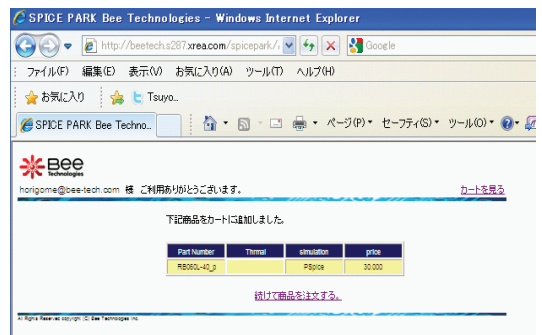 SPICE PARK Bee Technologies - Windows Internet Explorer
http://beetech.s287.xrea.com/spicepark/
Google
ファイル(F) 編集(E) 表示(V) お気に入り(A) ツール(T) ヘルプ(H)
お気に入り Tsuyo..
SPICE PARK Bee Techno.. ページ(P) セーフティ(S) ツール(O)
Bee
Technologies
horigome@bee-tech.com 様 ご利用ありがとうございます。 カートを見る
下記商品をカートに追加しました。
Part Number Thrmal simulation price
RB060L-40_p PSpice 30,000
続けて商品を注文する。
All Rights Reserved copyright (C) Bee Technologies Inc.